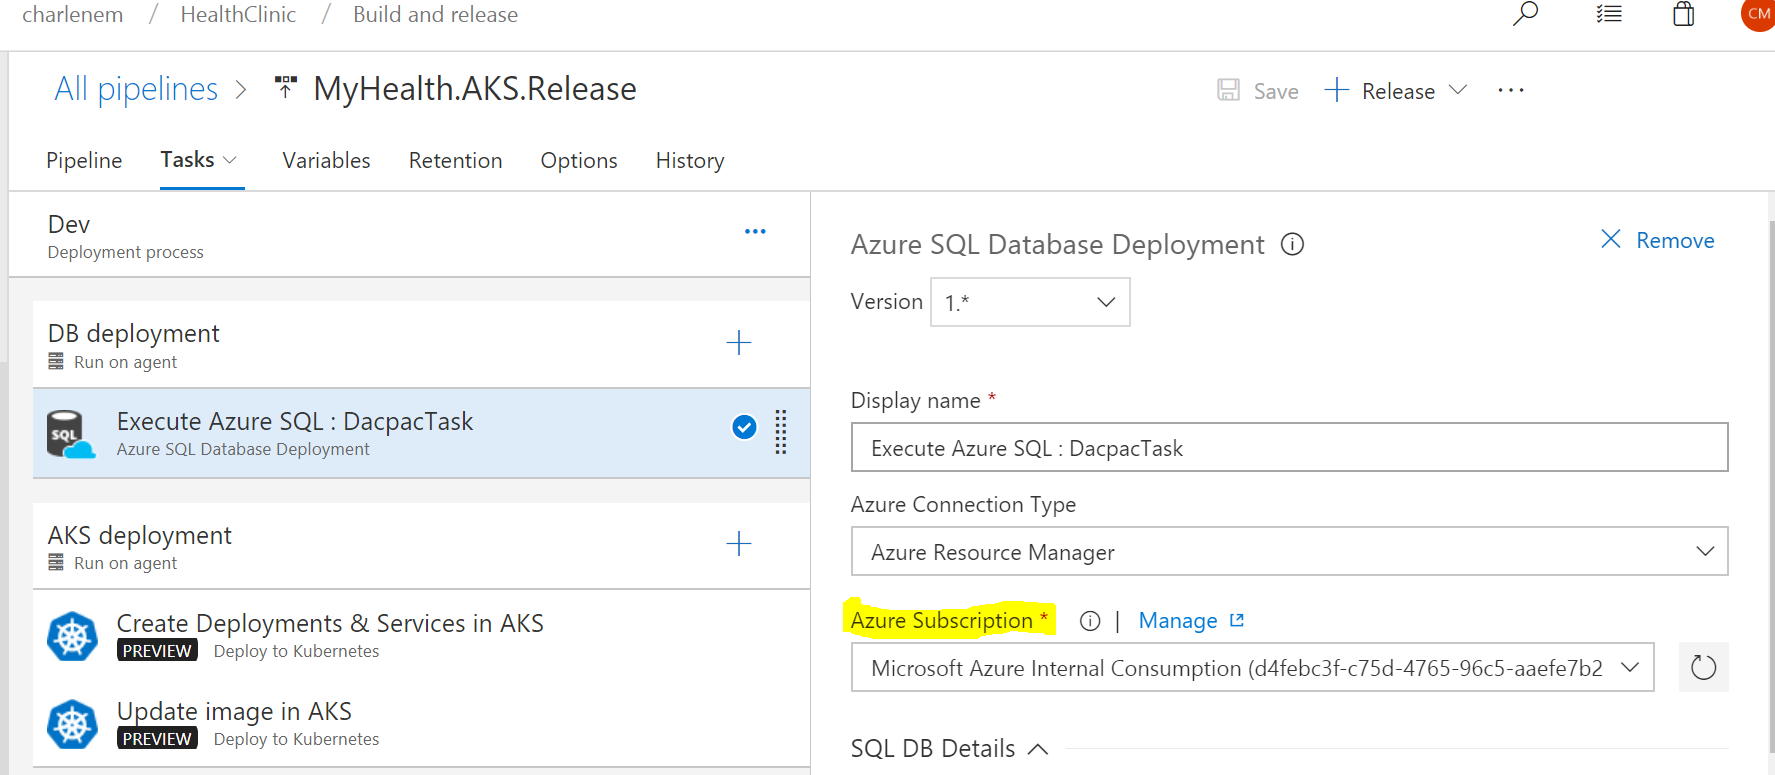 charlenem / HealthClinic / Build and release
CM
All pipelines > MyHealth.AKS.Release
Save + Release ...
Pipeline Tasks Variables Retention Options History
Dev
Deployment process
...
DB deployment
Run on agent
SQL
Execute Azure SQL : DacpacTask
Azure SQL Database Deployment
AKS deployment
Run on agent
Create Deployments & Services in AKS
PREVIEW Deploy to Kubernetes
Update image in AKS
PREVIEW Deploy to Kubernetes
Azure SQL Database Deployment
Remove
Version 1.*
Display name *
Execute Azure SQL : DacpacTask
Azure Connection Type
Azure Resource Manager
Azure Subscription * | Manage
Microsoft Azure Internal Consumption (d4febc3f-c75d-4765-96c5-aaefe7b2
SQL DB Details